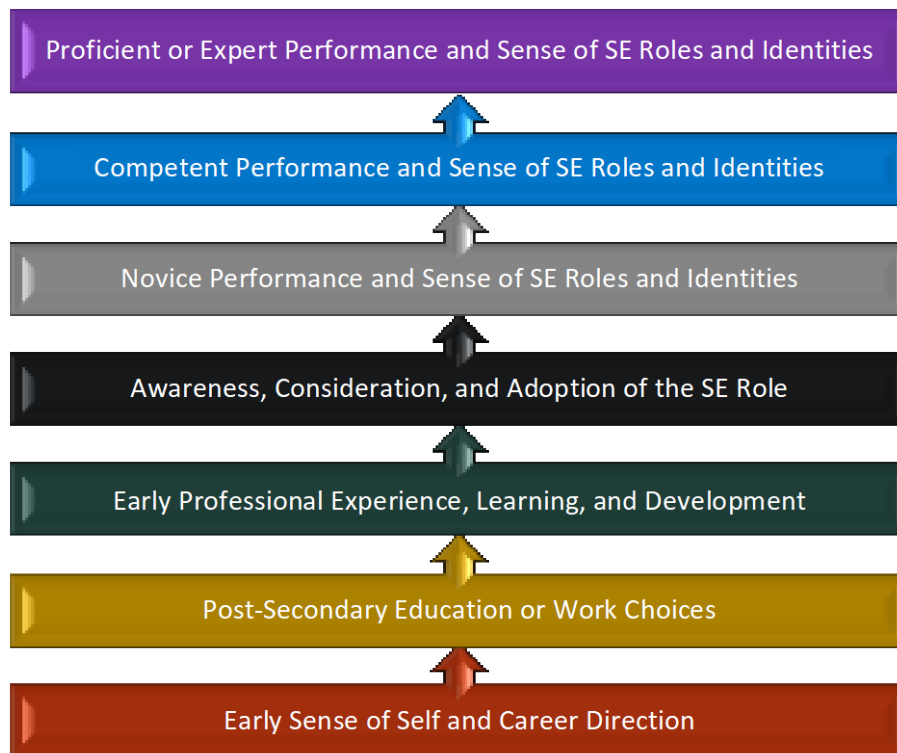 Proficient or Expert Performance and Sense of SE Roles and Identities
Competent Performance and Sense of SE Roles and Identities
Novice Performance and Sense of SE Roles and Identities
Awareness, Consideration, and Adoption of the SE Role
Early Professional Experience, Learning, and Development
Post-Secondary Education or Work Choices
Early Sense of Self and Career Direction